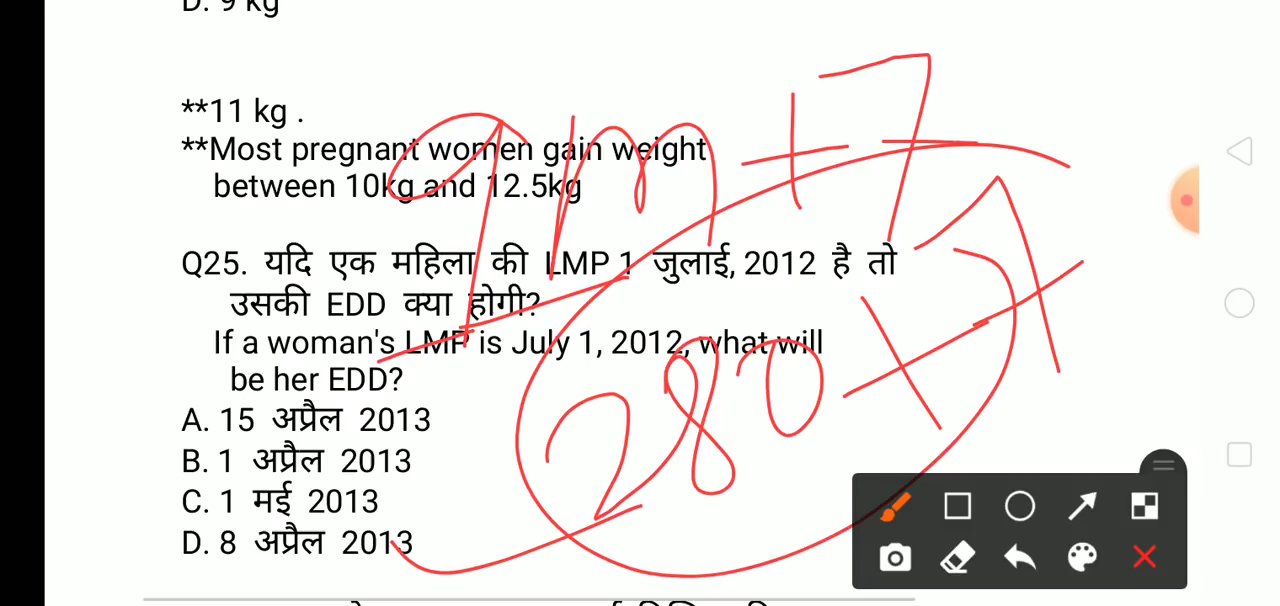 D. 9 kg
**11 kg .
**Most pregnant women gain weight
between 10kg and 12.5kg
9m+7
Q25. यदि एक महिला की LMP 1 जुलाई, 2012 है तो
उसकी EDD क्या होगी?
If a woman's LMP is July 1, 2012, what will
be her EDD?
280+7
A. 15 अप्रैल 2013
B. 1 अप्रैल 2013
C. 1 मई 2013
D. 8 अप्रैल 2013